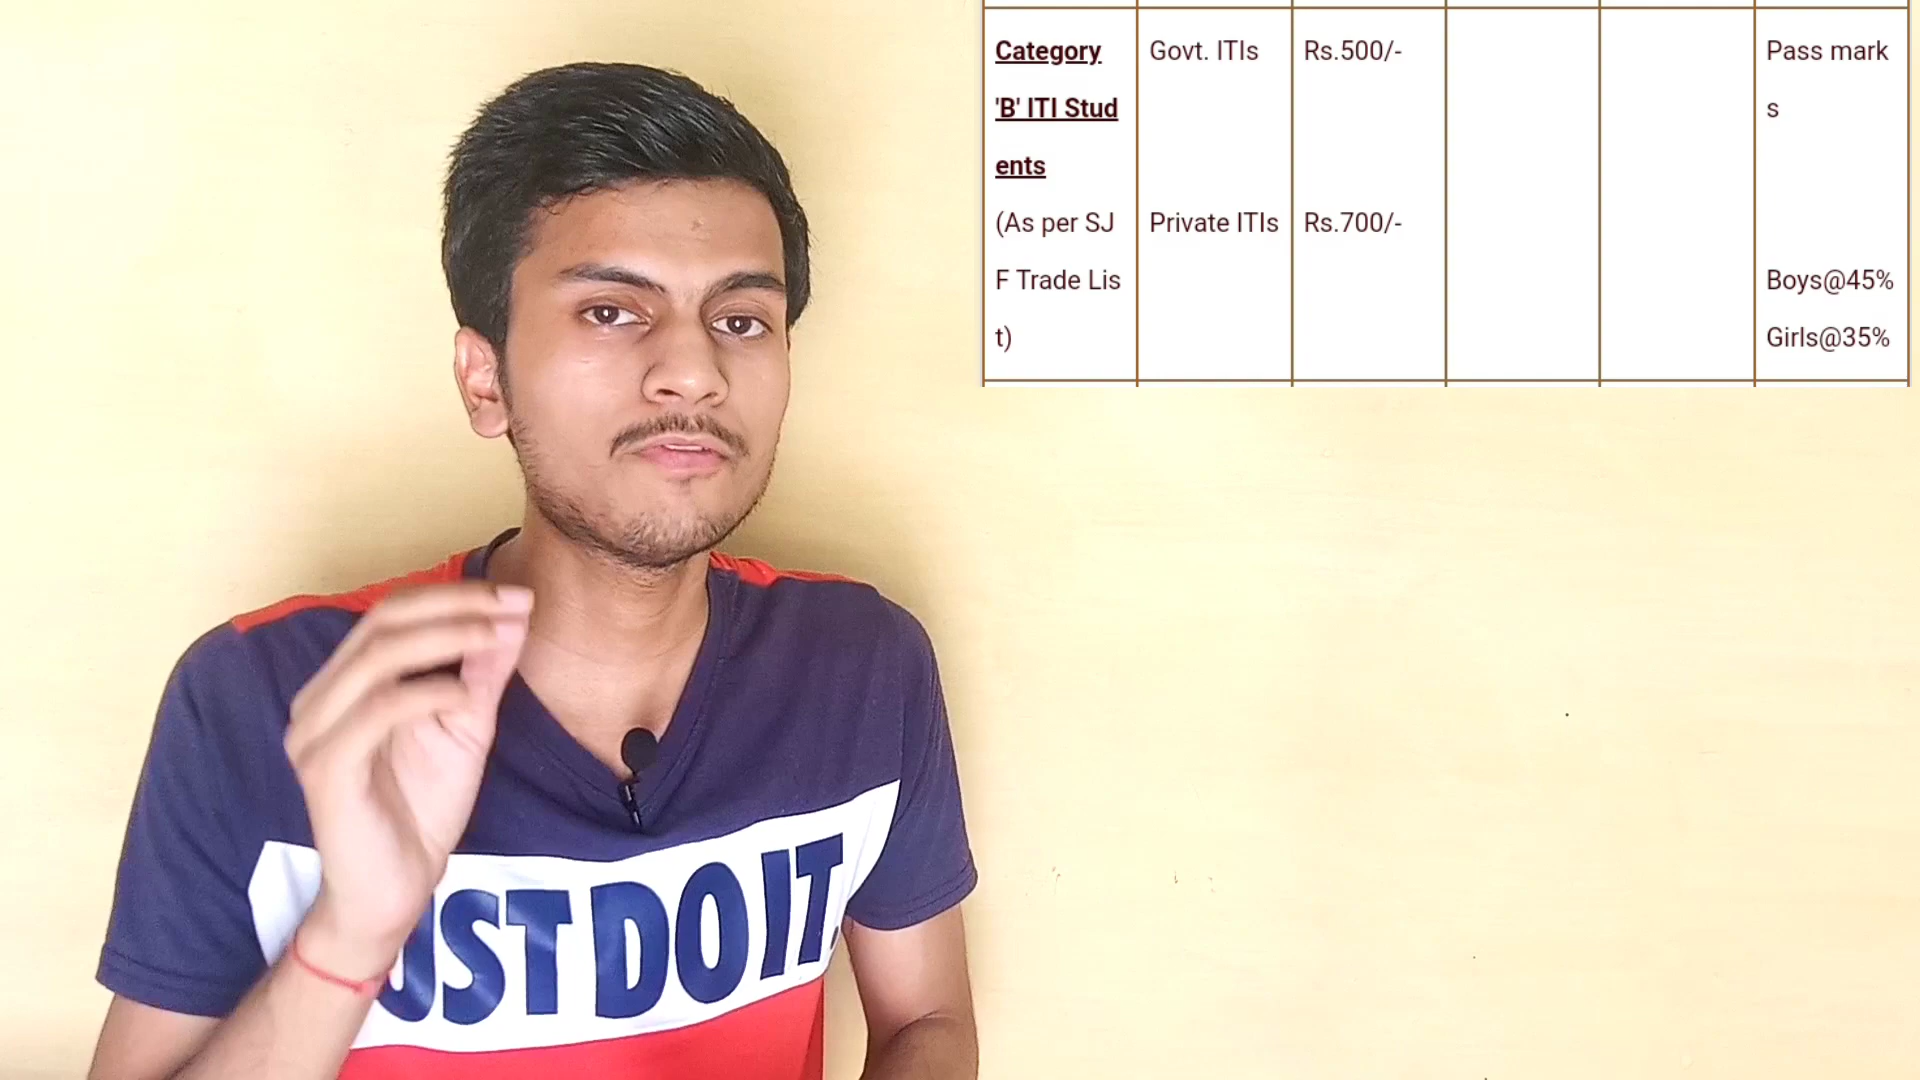 Category Govt. ITIs Rs.500/- Pass mark
'B' ITI Stud s
ents
(As per SJ Private ITIs Rs.700/-
F Trade Lis Boys@45%
t) Girls@35%
UST DO IT.